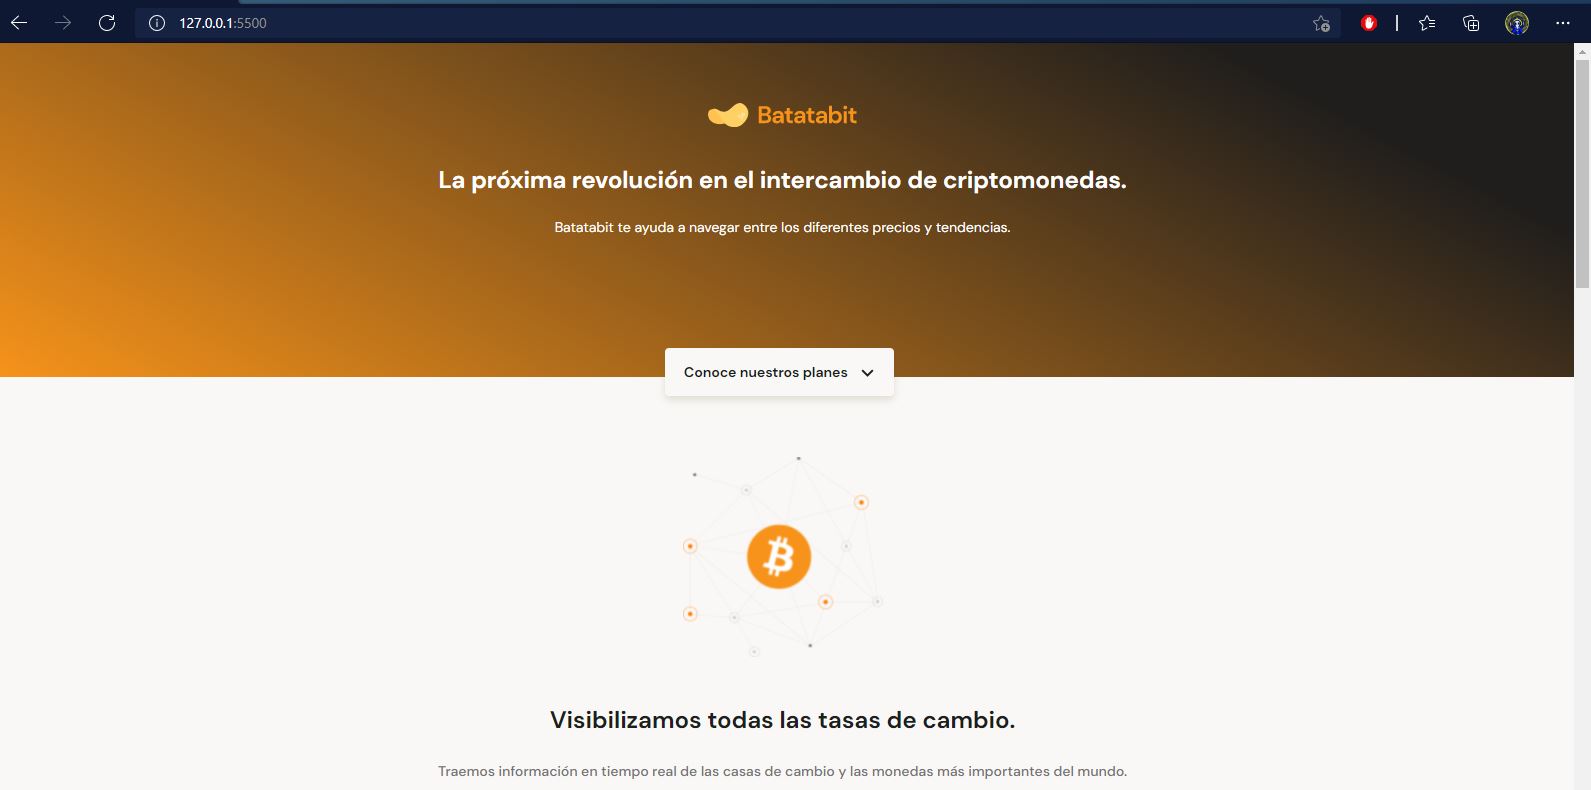 127.0.0.1:5500
Batatabit
La próxima revolución en el intercambio de criptomonedas.
Batatabit te ayuda a navegar entre los diferentes precios y tendencias.
Conoce nuestros planes
Visibilizamos todas las tasas de cambio.
Traemos información en tiempo real de las casas de cambio y las monedas más importantes del mundo.